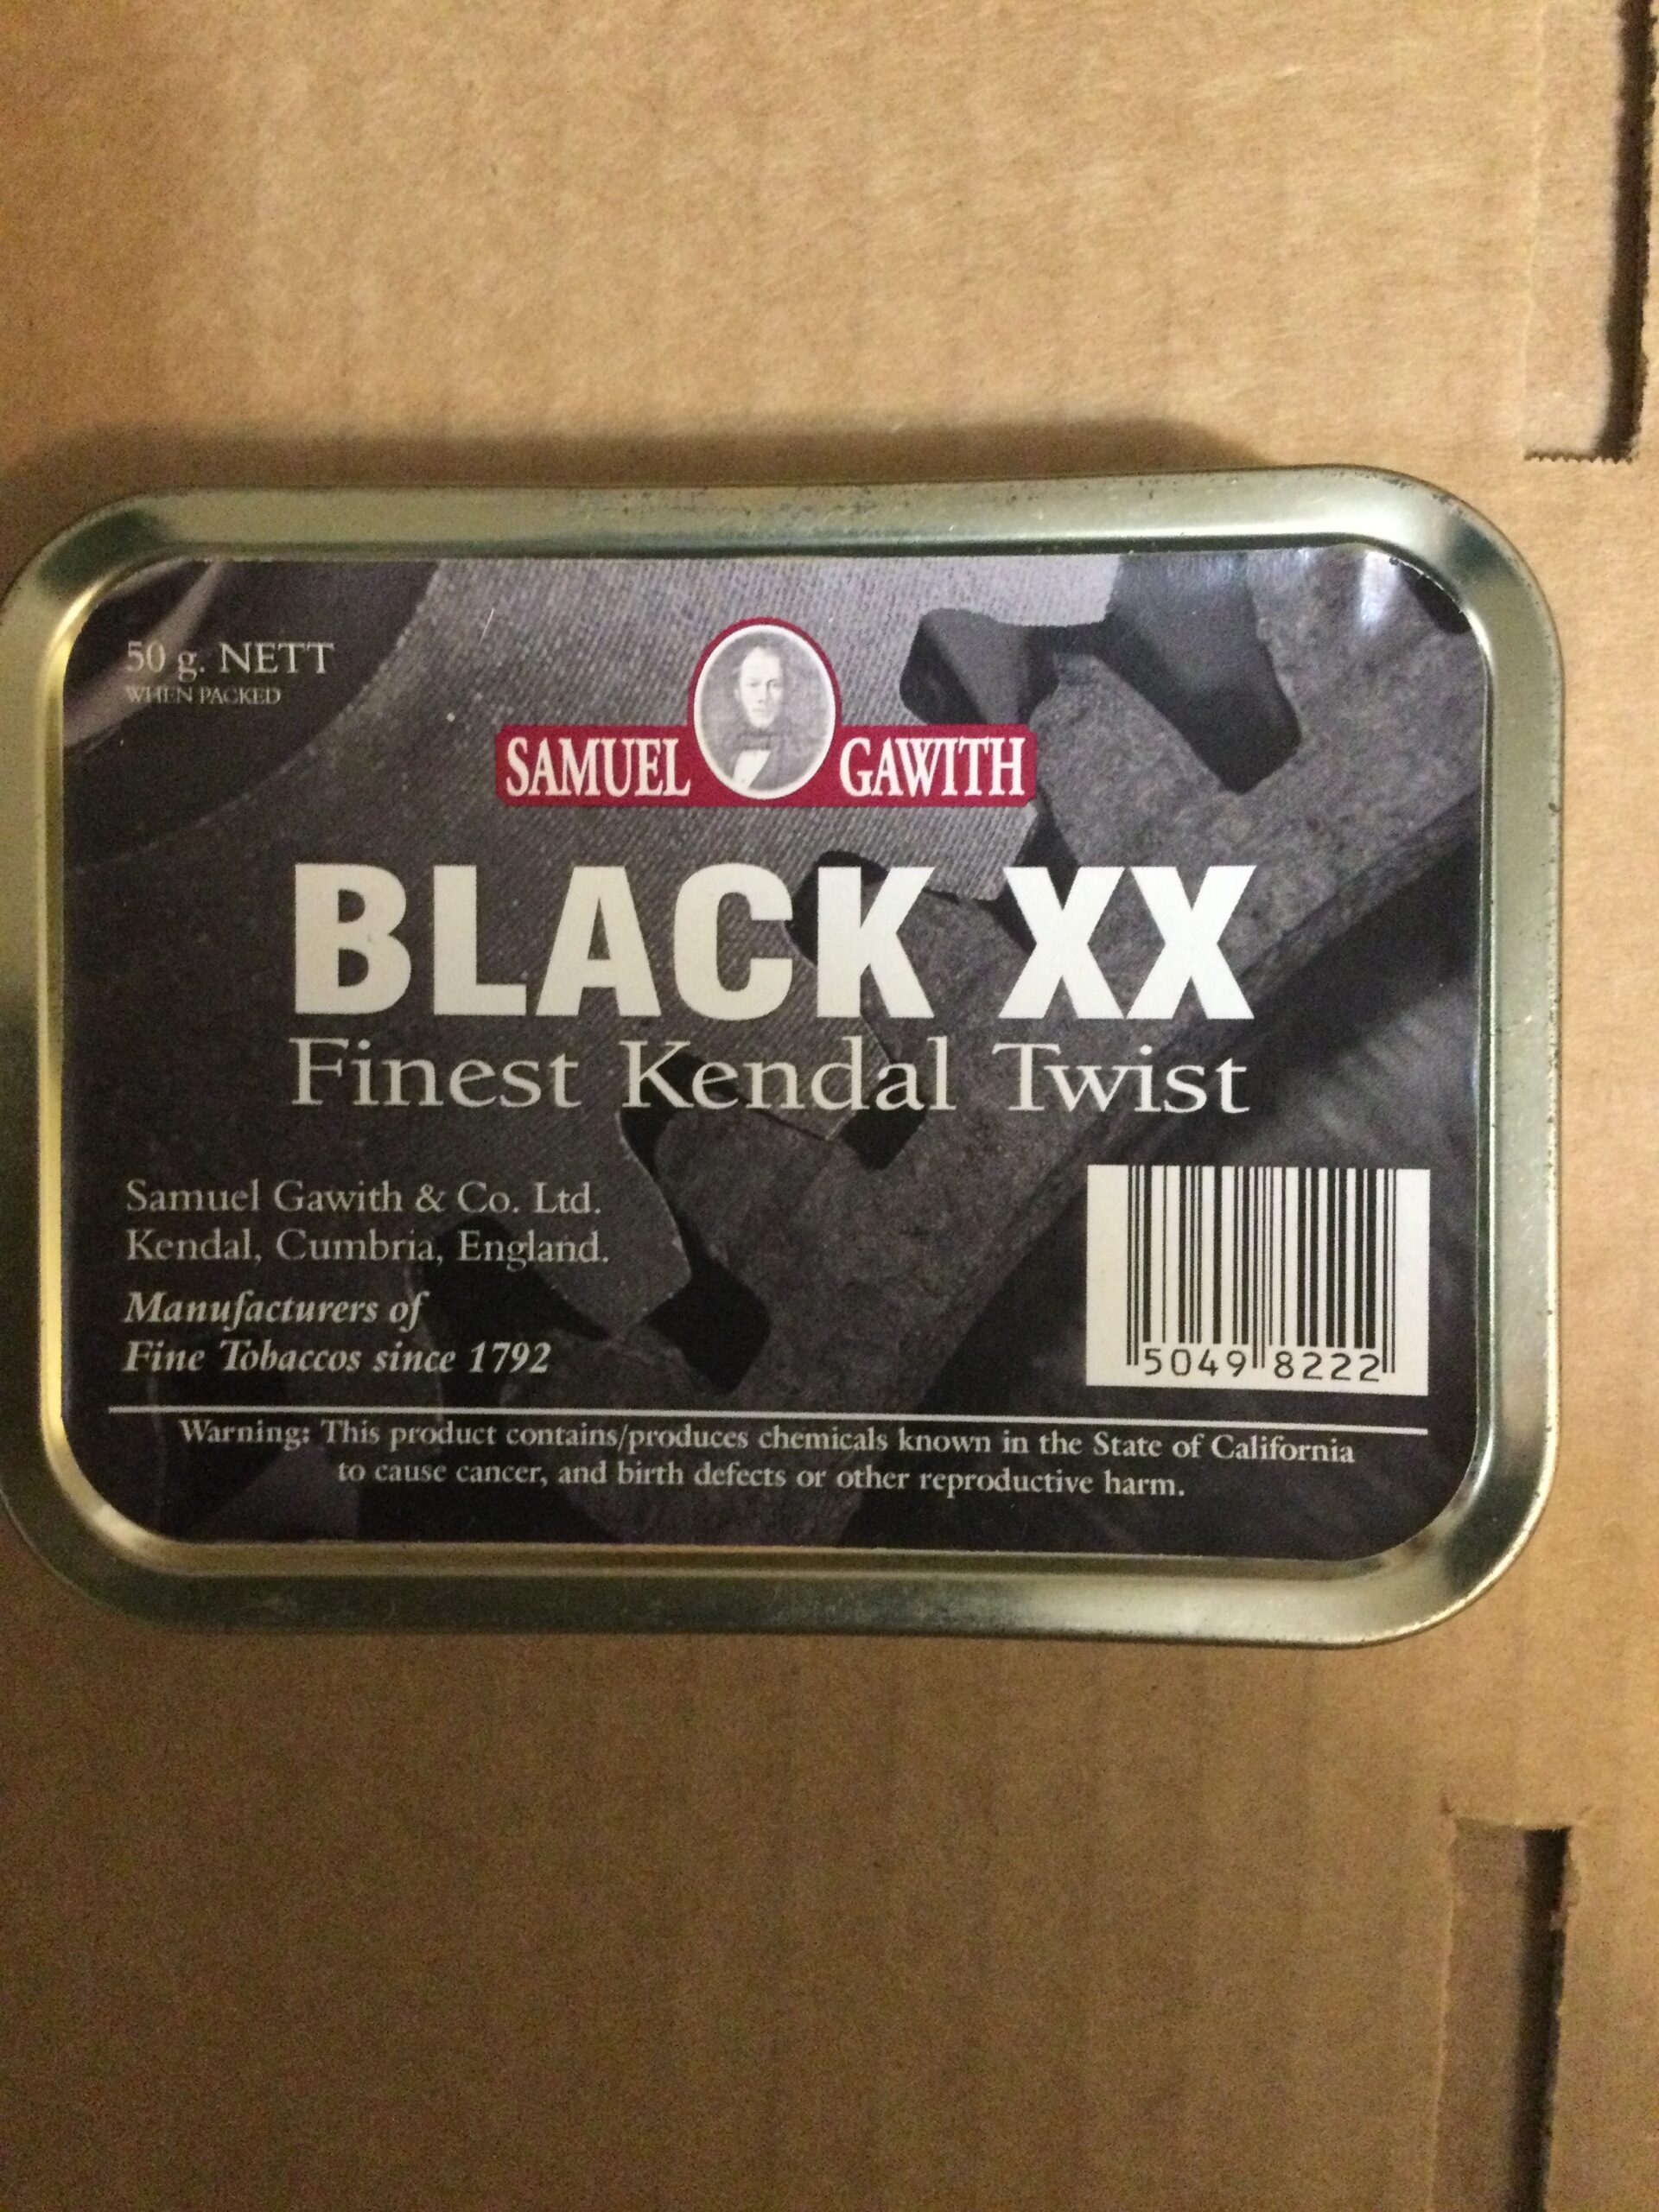 50 g. NETT
WHEN PACKED
SAMUEL GAWITH
BLACK XX
Finest Kendal Twist
Samuel Gawith & Co. Ltd.
Kendal, Cumbria, England.
Manufacturers of
Fine Tobaccos since 1792
5049 8222
Warning: This product contains/produces chemicals known in the State of California
to cause cancer, and birth defects or other reproductive harm.